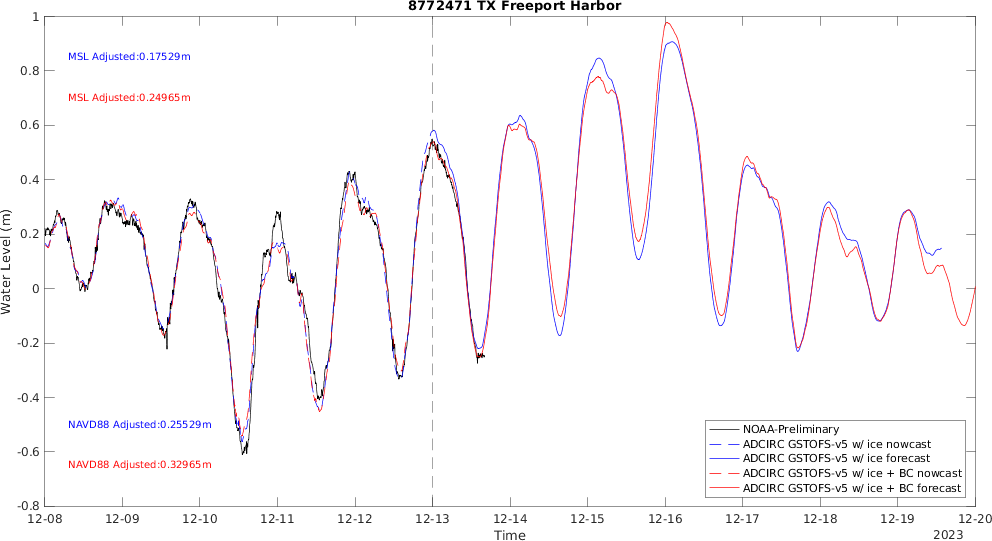 8772471 TX Freeport Harbor
MSL Adjusted:0.17529m
MSL Adjusted:0.24965m
NAVD88 Adjusted:0.25529m
NAVD88 Adjusted:0.32965m
Water Level (m)
1
0.8
0.6
0.4
0.2
0
-0.2
-0.4
-0.6
-0.8
NOAA-Preliminary
ADCIRC GSTOFS-v5 w/ ice nowcast
ADCIRC GSTOFS-v5 w/ ice forecast
ADCIRC GSTOFS-v5 w/ ice + BC nowcast
ADCIRC GSTOFS-v5 w/ ice + BC forecast
12-08 12-09 12-10 12-11 12-12 12-13 12-14 12-15 12-16 12-17 12-18 12-19 12-20
Time
2023